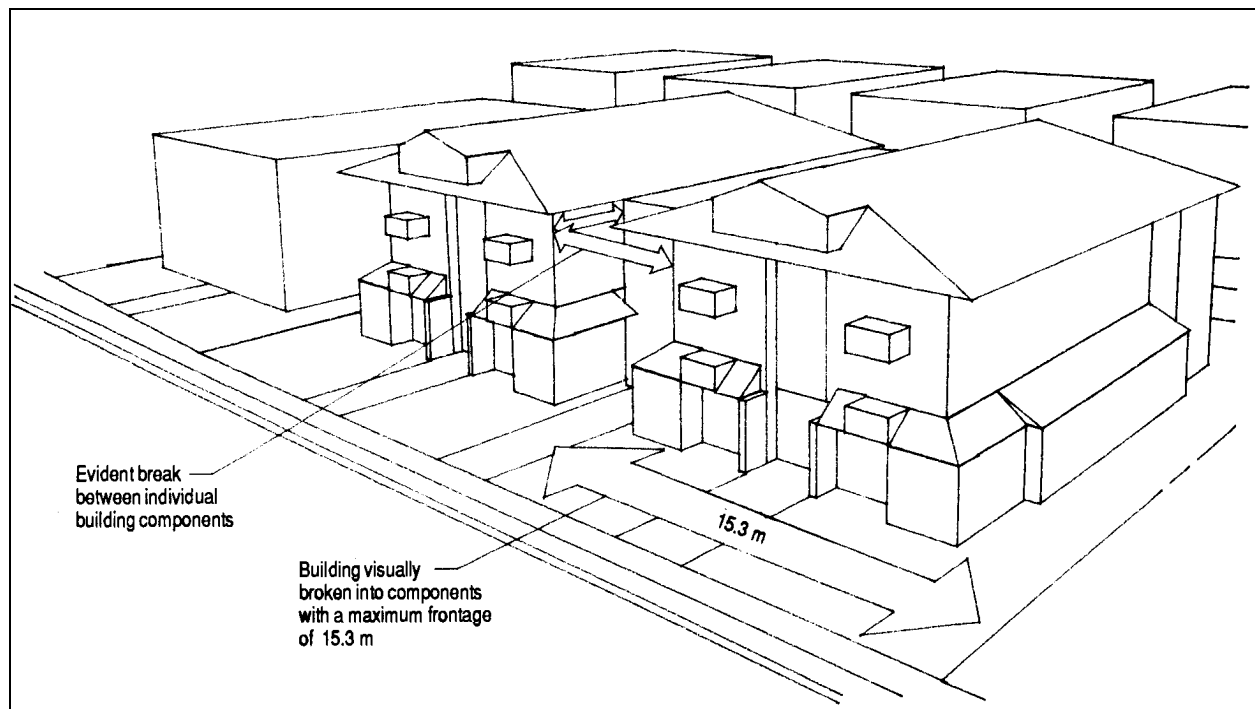 Evident break
between individual
building components
15.3 m
Building visually
broken into components
with a maximum frontage
of 15.3 m